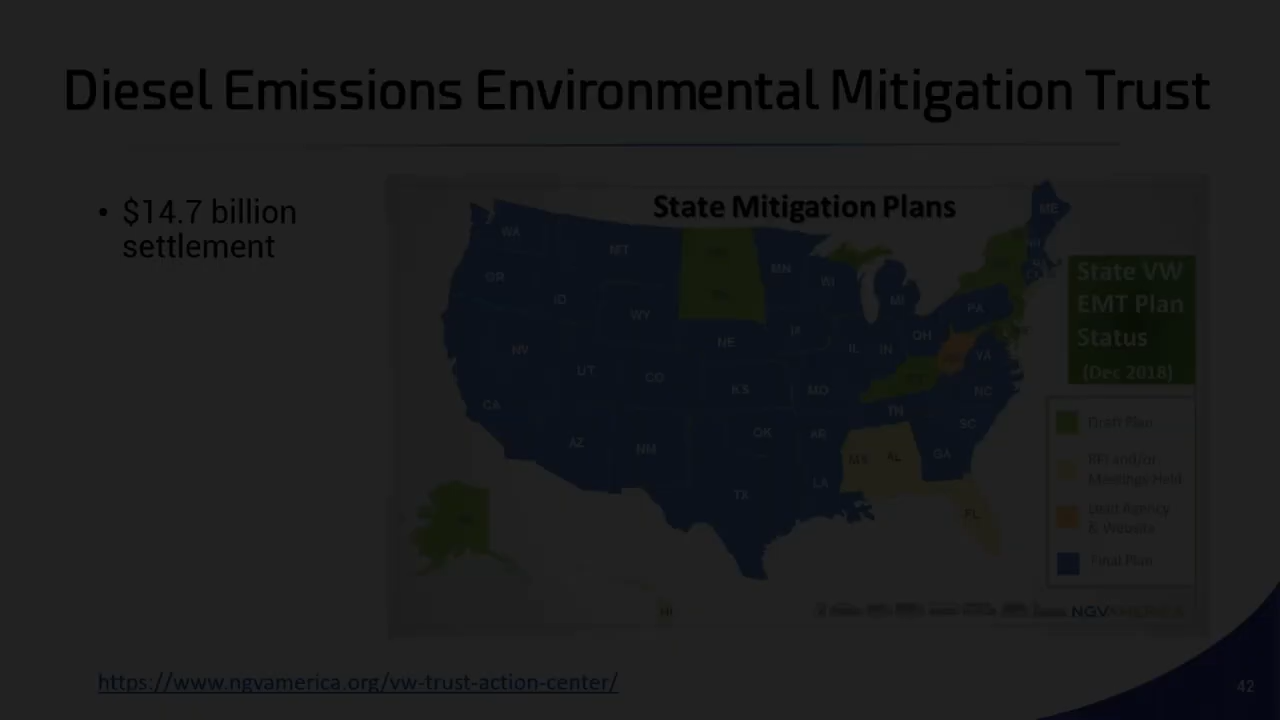 Diesel Emissions Environmental Mitigation Trust
• $14.7 billion
settlement
State Mitigation Plans
WA
MT
MN
ME
OR
ID
WY
WI
MI
PA
NV
UT
CO
NE
IA
IL
IN
OH
VA
CA
KS
MO
NC
AZ
NM
OK
AR
TN
SC
MS
AL
GA
TX
LA
FL
HI
State VW
EMT Plan
Status
(Dec 2018)
Draft Plan
RFI and/or
Meetings Held
Lead Agency
& Website
Final Plan
NGVAMERICA
https://www.ngvamerica.org/vw-trust-action-center/
42